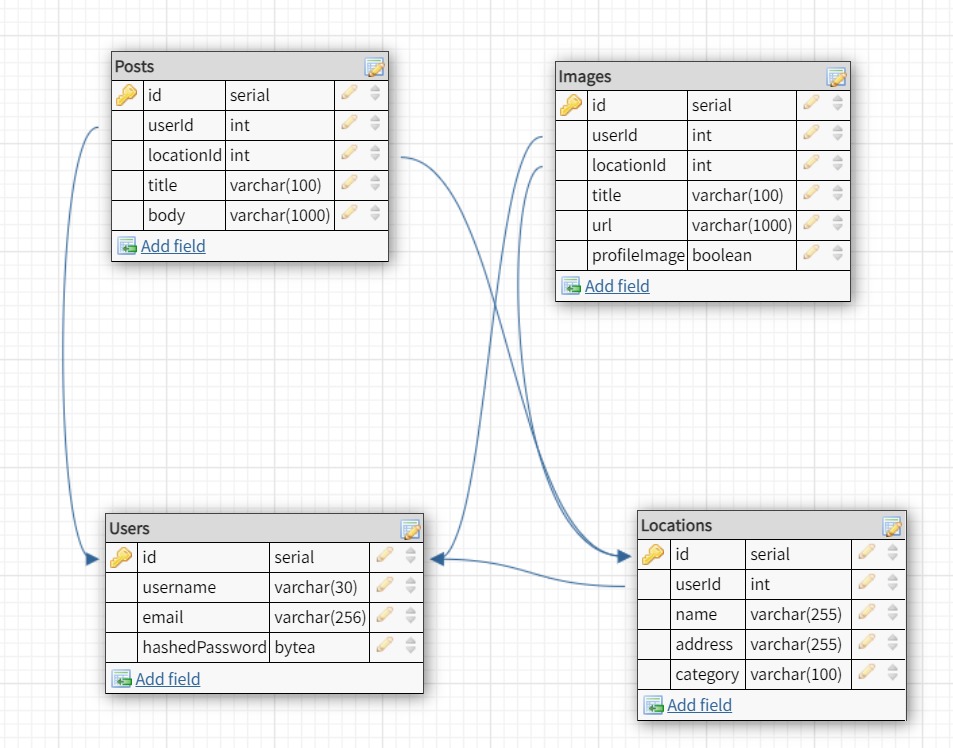 Posts
id serial
userId int
locationId int
title varchar(100)
body varchar(1000)
Add field
Images
id serial
userId int
locationId int
title varchar(100)
url varchar(1000)
profileImage boolean
Add field
Users
id serial
username varchar(30)
email varchar(256)
hashedPassword bytea
Add field
Locations
id serial
userId int
name varchar(255)
address varchar(255)
category varchar(100)
Add field